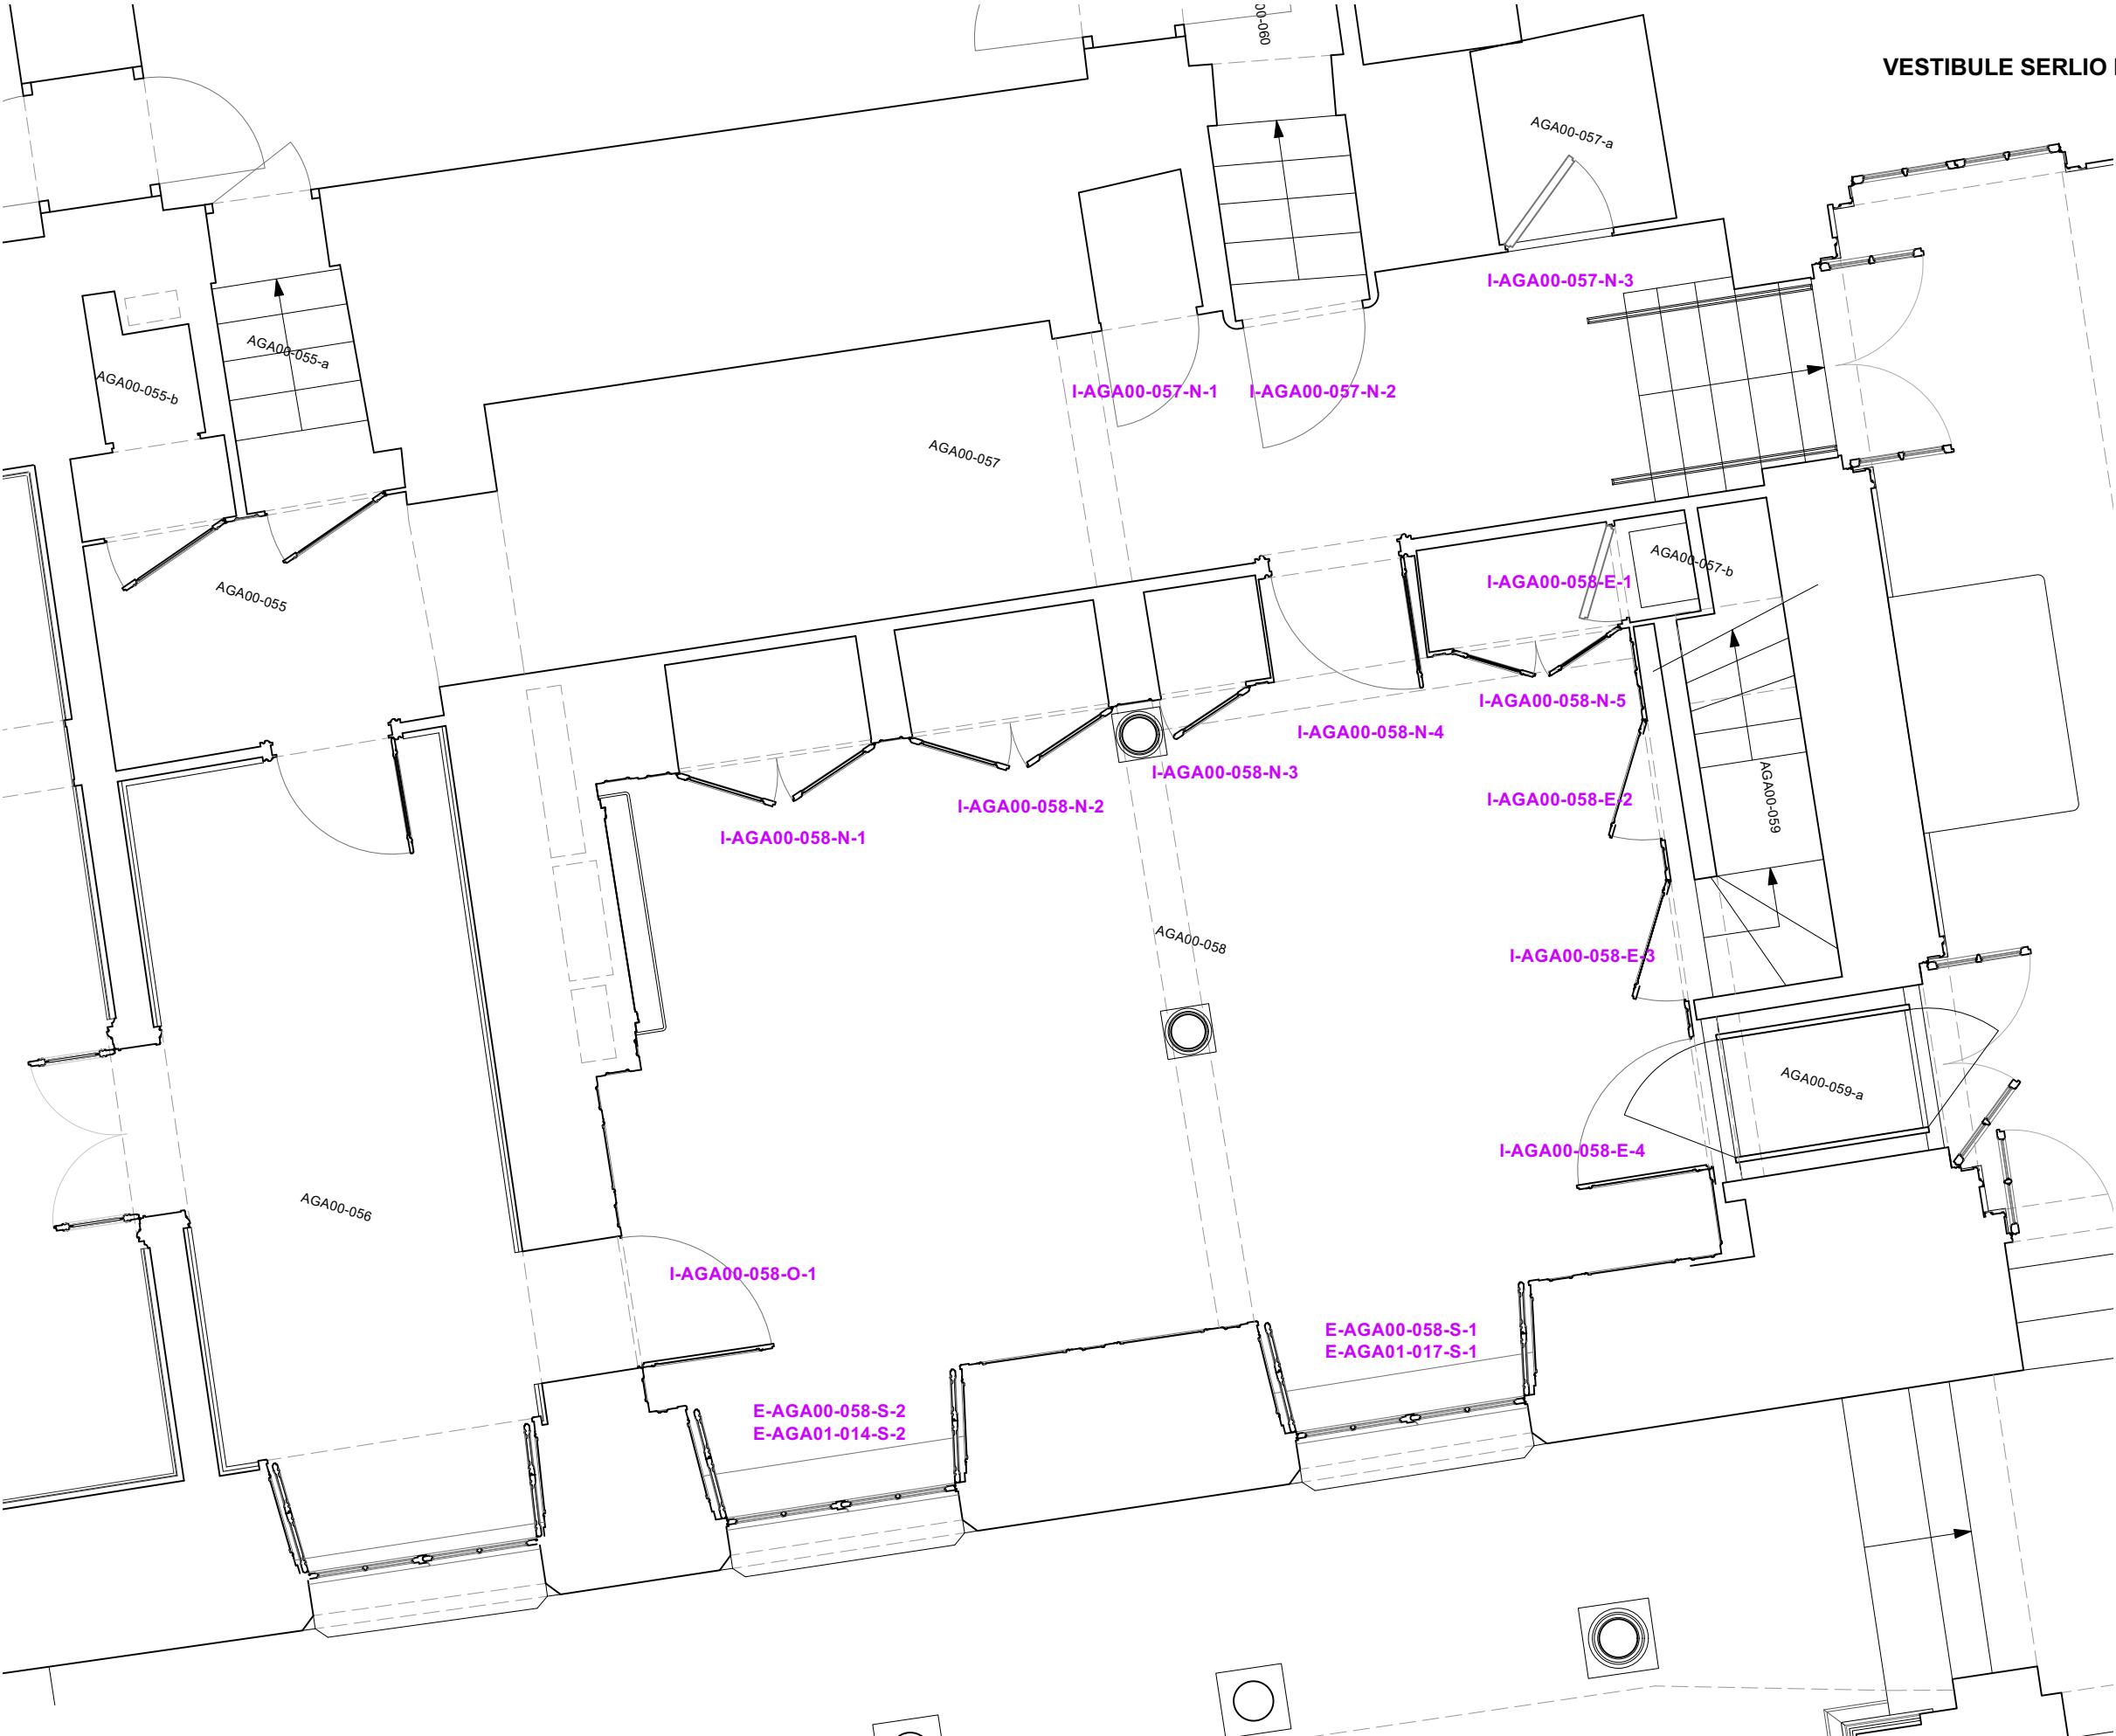 00-060
VESTIBULE SERLIO
AGA00-057-a
I-AGA00-057-N-3
AGA00-055-a
AGA00-055-b
I-AGA00-057-N-1
I-AGA00-057-N-2
AGA00-057
AGA00-057-b
I-AGA00-058-E-1
AGA00-055
I-AGA00-058-N-5
I-AGA00-058-N-4
I-AGA00-058-N-3
I-AGA00-058-E-2
AGA00-059
I-AGA00-058-N-2
I-AGA00-058-N-1
AGA00-058
I-AGA00-058-E-3
AGA00-059-a
I-AGA00-058-E-4
AGA00-056
I-AGA00-058-O-1
E-AGA00-058-S-1
E-AGA01-017-S-1
E-AGA00-058-S-2
E-AGA01-014-S-2